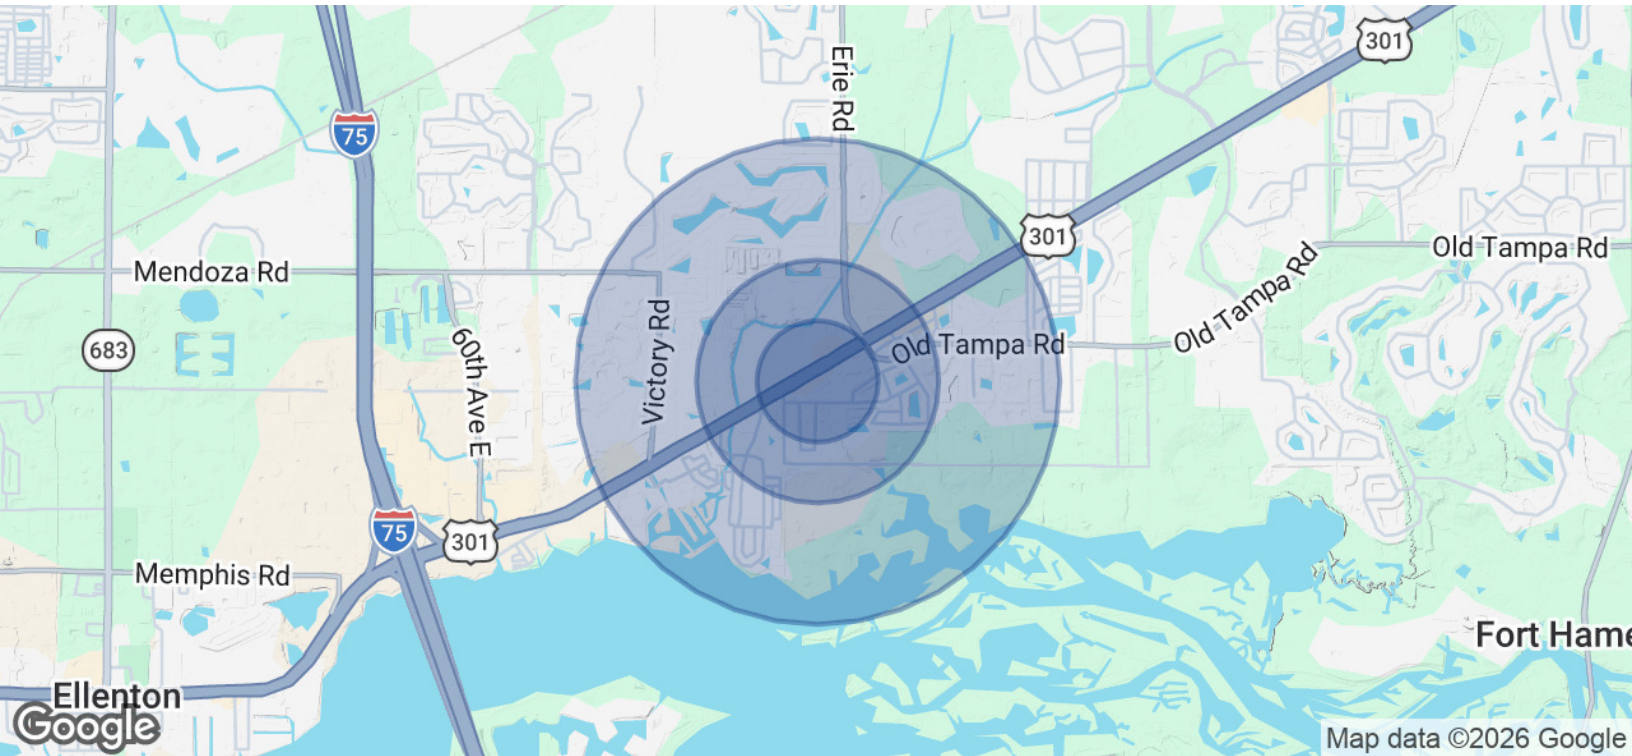 301
Erie Rd
75
301
Old Tampa Rd
Mendoza Rd
Old Tampa Rd
Victory Rd
683
60th Ave E
Old Tampa Rd
75
301
Memphis Rd
Fort Hame
Ellenton
Google
Map data ©2026 Google